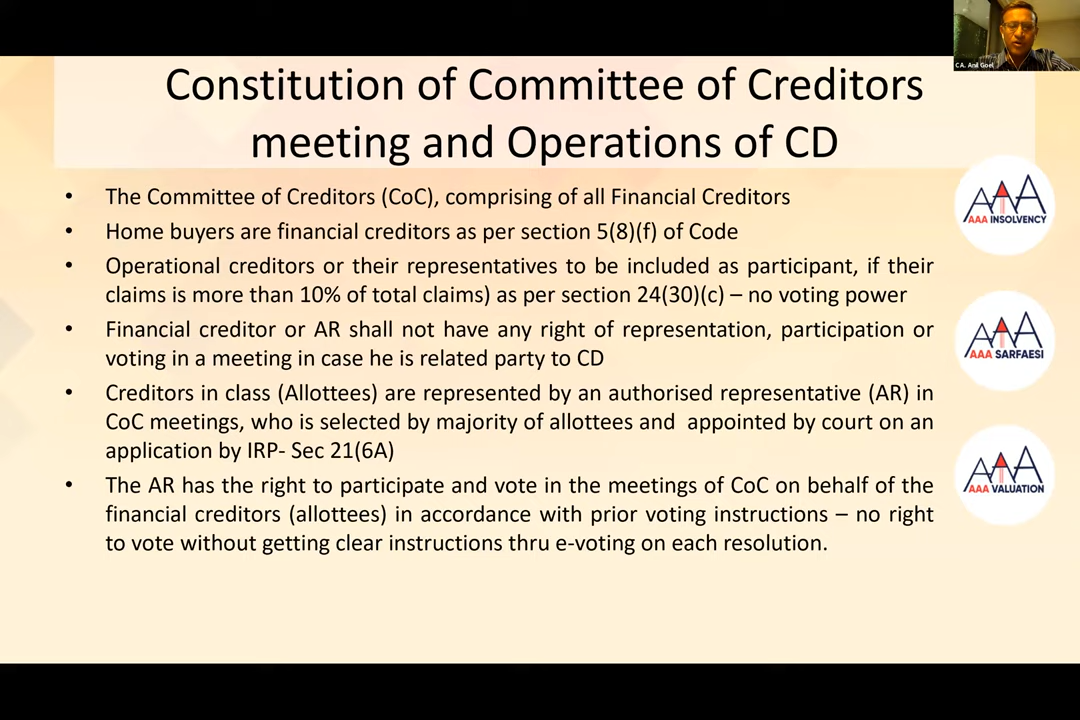 CA. Anil Goel
Constitution of Committee of Creditors
meeting and Operations of CD
• The Committee of Creditors (CoC), comprising of all Financial Creditors
• Home buyers are financial creditors as per section 5(8)(f) of Code
• Operational creditors or their representatives to be included as participant, if their
claims is more than 10% of total claims) as per section 24(30)(c) – no voting power
• Financial creditor or AR shall not have any right of representation, participation or
voting in a meeting in case he is related party to CD
• Creditors in class (Allottees) are represented by an authorised representative (AR) in
CoC meetings, who is selected by majority of allottees and appointed by court on an
application by IRP- Sec 21(6A)
• The AR has the right to participate and vote in the meetings of CoC on behalf of the
financial creditors (allottees) in accordance with prior voting instructions – no right
to vote without getting clear instructions thru e-voting on each resolution.
AAA
AAA INSOLVENCY
AAA
AAA SARFAESI
AAA
AAA VALUATION